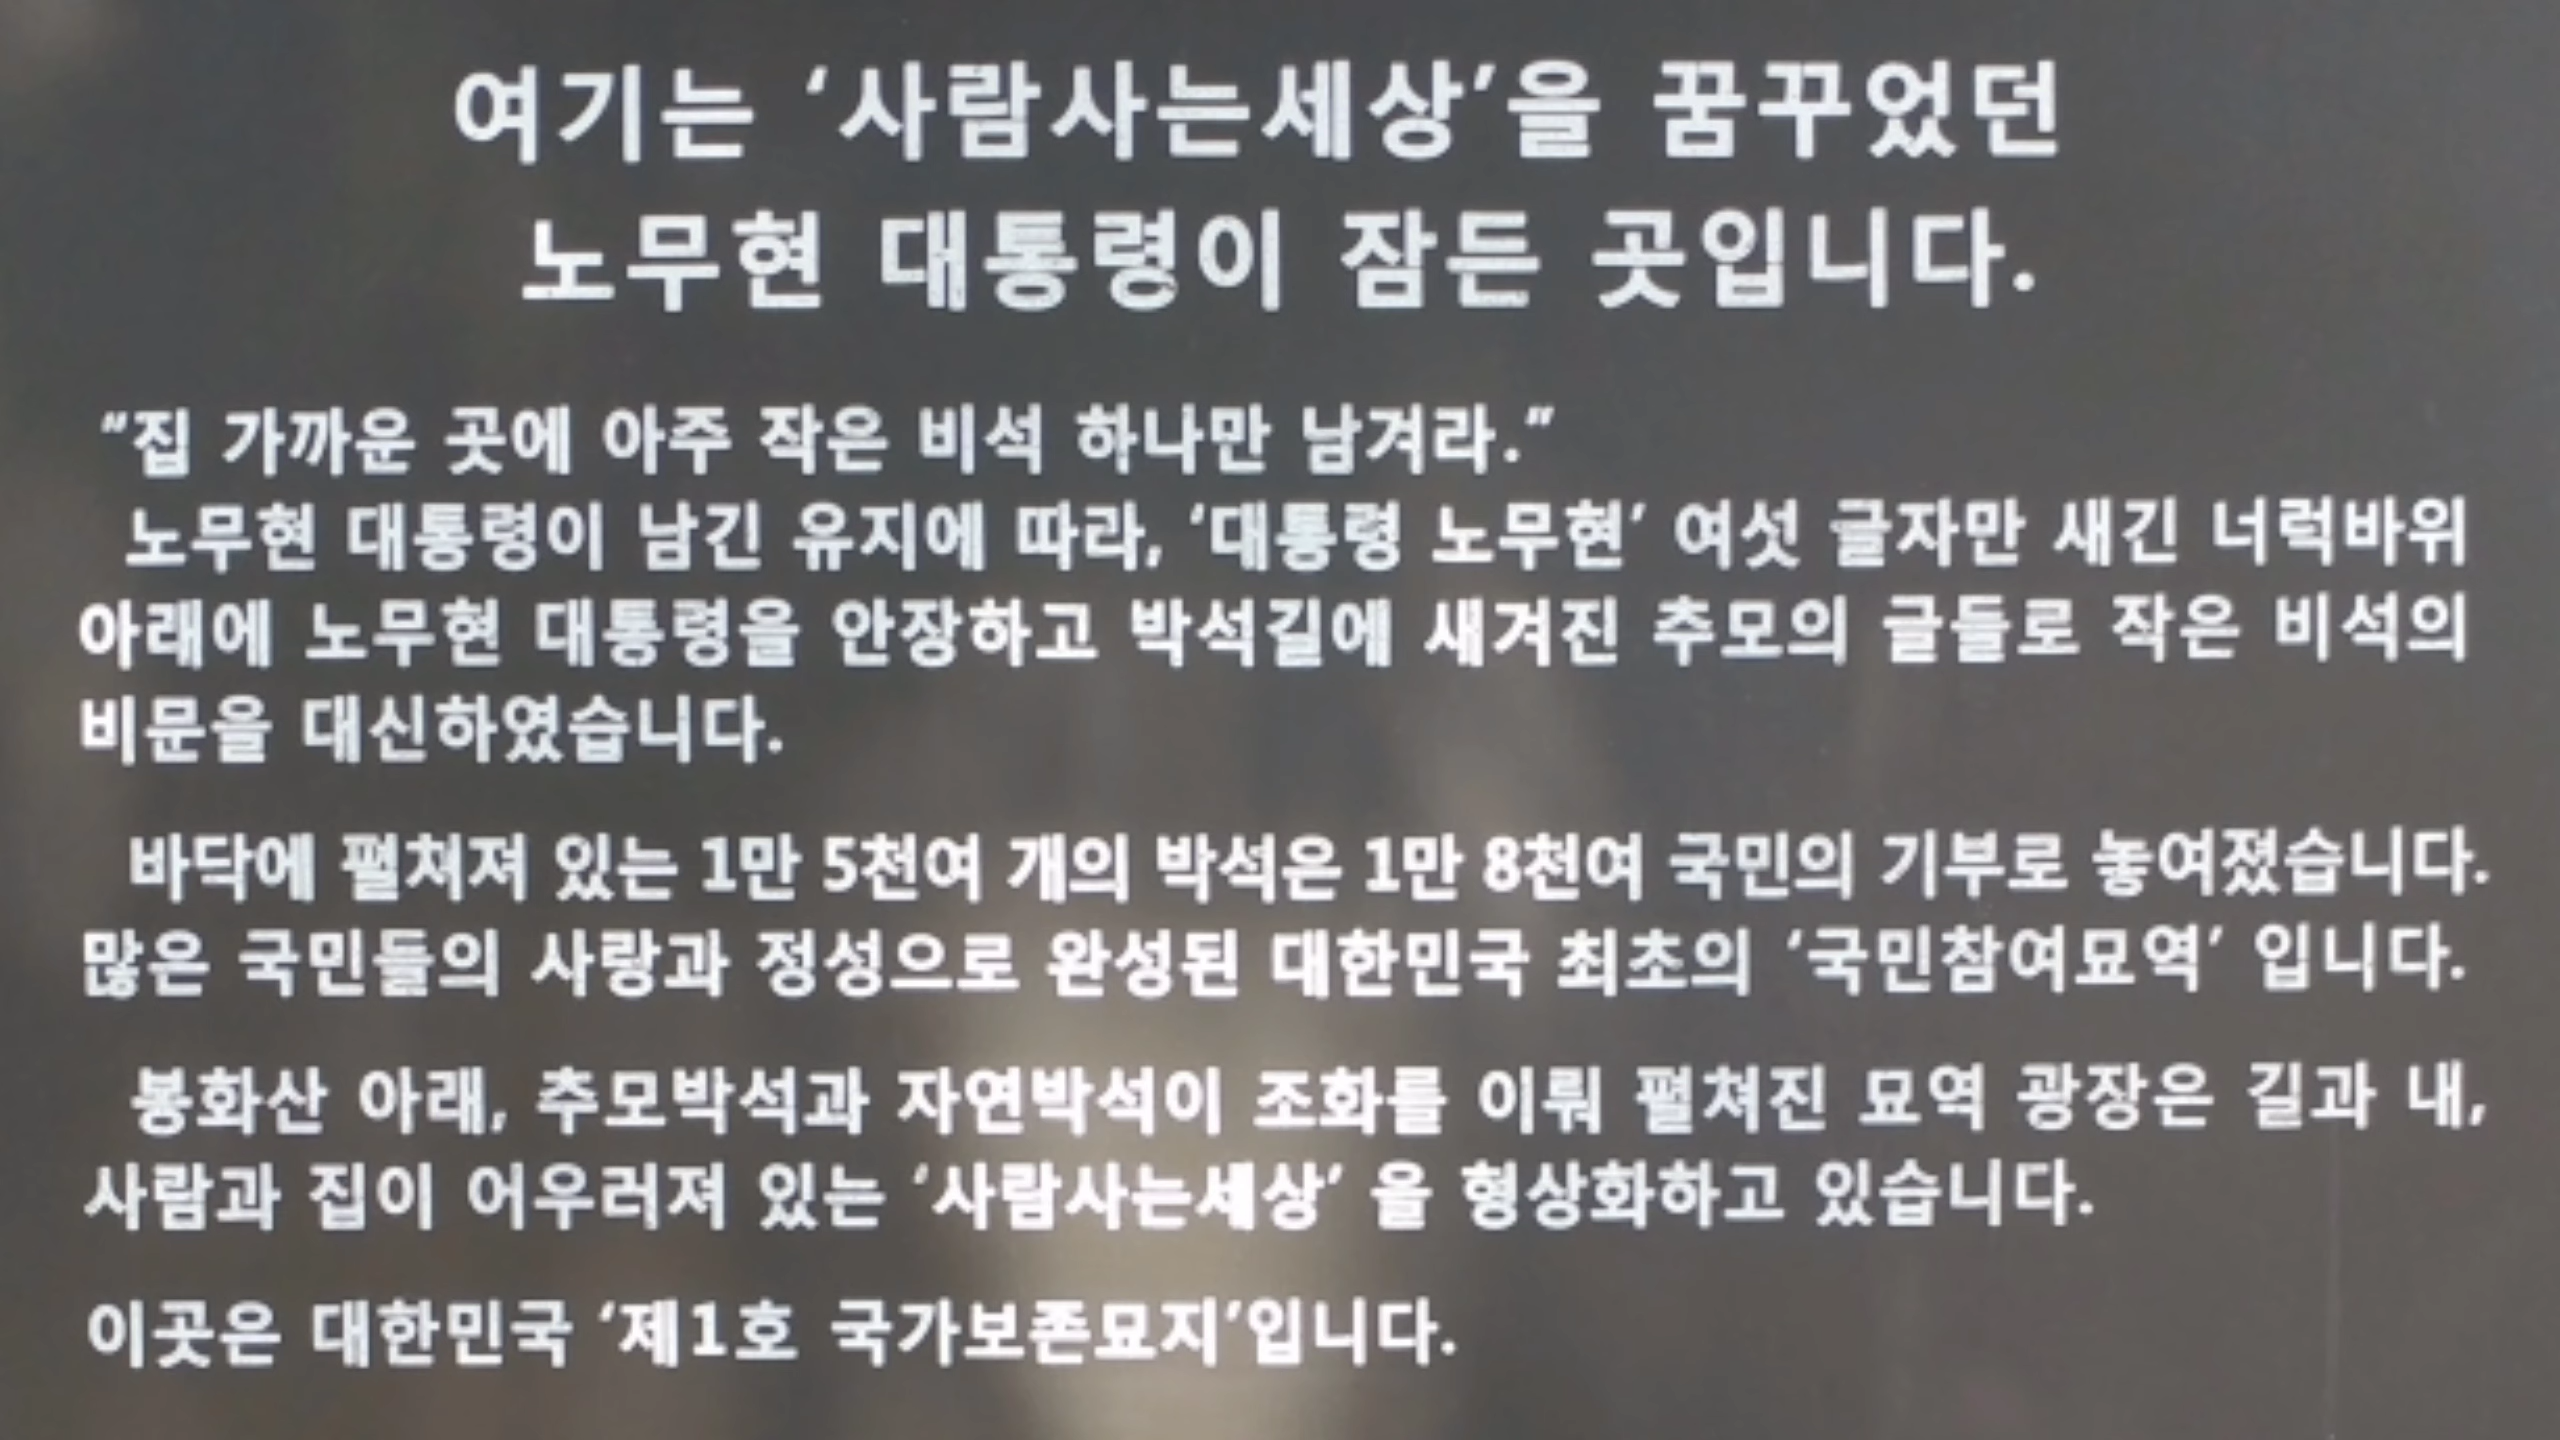 여기는 ‘사람사는세상’을 꿈꾸었던
노무현 대통령이 잠든 곳입니다.
“집 가까운 곳에 아주 작은 비석 하나만 남겨라.”
노무현 대통령이 남긴 유지에 따라, ‘대통령 노무현’ 여섯 글자만 새긴 너럭바위
아래에 노무현 대통령을 안장하고 박석길에 새겨진 추모의 글들로 작은 비석의
비문을 대신하였습니다.
바닥에 펼쳐져 있는 1만 5천여 개의 박석은 1만 8천여 국민의 기부로 놓여졌습니다.
많은 국민들의 사랑과 정성으로 완성된 대한민국 최초의 ‘국민참여묘역’ 입니다.
봉화산 아래, 추모박석과 자연박석이 조화를 이뤄 펼쳐진 묘역 광장은 길과 내,
사람과 집이 어우러져 있는 ‘사람사는세상’ 을 형상화하고 있습니다.
이곳은 대한민국 ‘제1호 국가보존묘지’입니다.